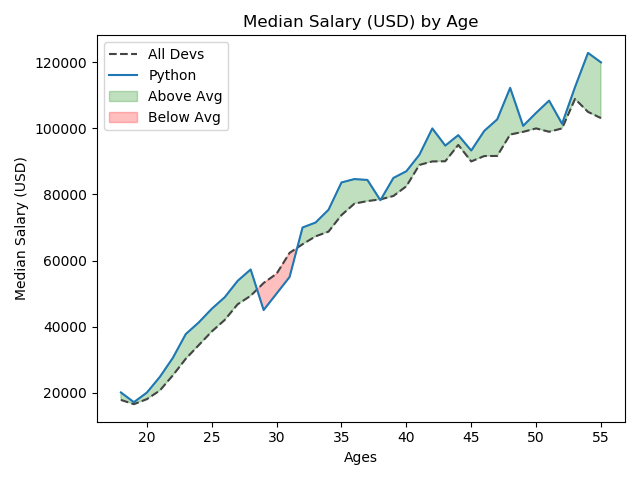 Median Salary (USD) by Age
All Devs
Python
Above Avg
Below Avg
Median Salary (USD)
120000
100000
80000
60000
40000
20000
20 25 30 35 40 45 50 55
Ages